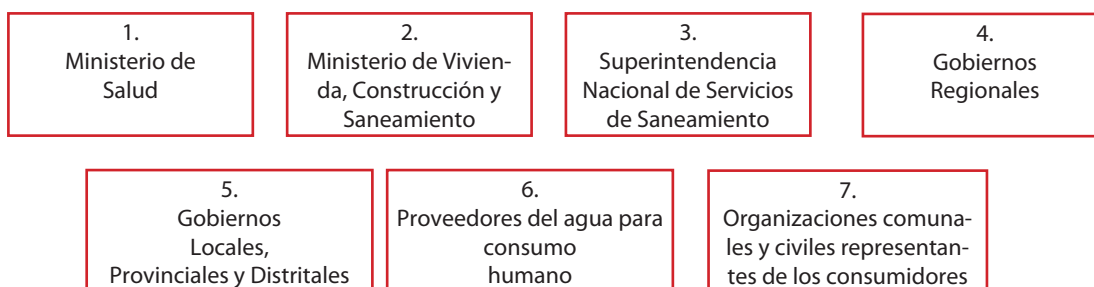 1.
Ministerio de
Salud
2.
Ministerio de Vivien-
da, Construcción y
Saneamiento
3.
Superintendencia
Nacional de Servicios
de Saneamiento
4.
Gobiernos
Regionales
5.
Gobiernos
Locales,
Provinciales y Distritales
6.
Proveedores del agua para
consumo
humano
7.
Organizaciones comuna-
les y civiles representan-
tes de los consumidores